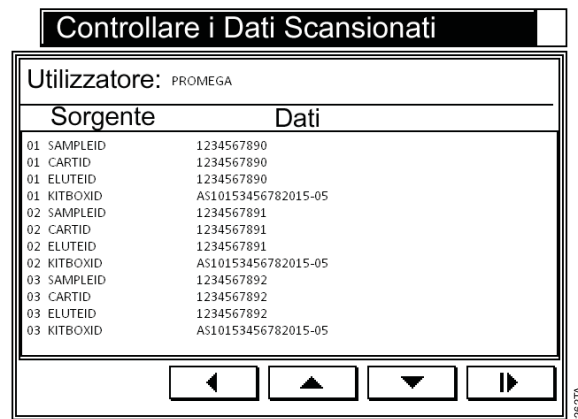 Controllare i Dati Scansionati
Utilizzatore: PROMEGA
Sorgente Dati
01 SAMPLEID 1234567890
01 CARTID 1234567890
01 ELUTEID 1234567890
01 KITBOXID AS10153456782015-05
02 SAMPLEID 1234567891
02 CARTID 1234567891
02 ELUTEID 1234567891
02 KITBOXID AS10153456782015-05
03 SAMPLEID 1234567892
03 CARTID 1234567892
03 ELUTEID 1234567892
03 KITBOXID AS10153456782015-05